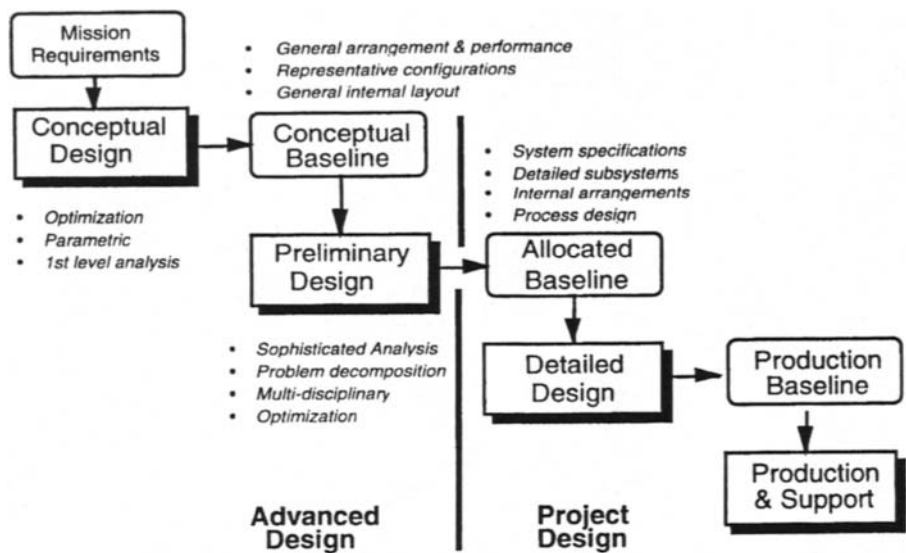 Mission
Requirements
• General arrangement & performance
• Representative configurations
• General internal layout
Conceptual
Design
Conceptual
Baseline
• System specifications
• Detailed subsystems
• Internal arrangements
• Process design
• Optimization
• Parametric
• 1st level analysis
Preliminary
Design
Allocated
Baseline
• Sophisticated Analysis
• Problem decomposition
• Multi-disciplinary
• Optimization
Detailed
Design
Production
Baseline
Production
& Support
Advanced
Design
Project
Design